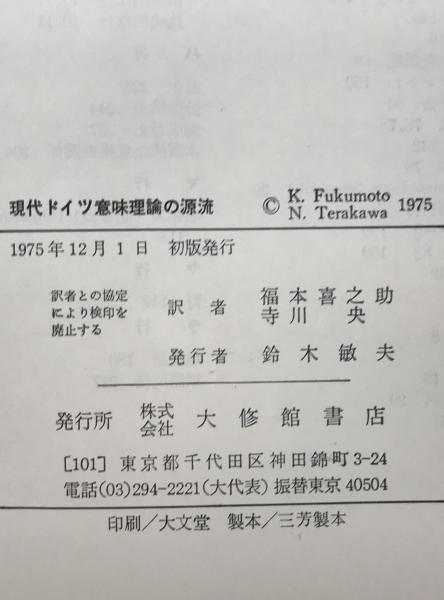 現代ドイツ意味理論の源流
© K. Fukumoto
N. Terakawa 1975
1975年12月1日 初版発行
訳者との協定
により検印を
廃止する
訳者 福本喜之助
寺川央
発行者 鈴木敏夫
発行所 株式会社 大修館書店
[101] 東京都千代田区神田錦町3-24
電話(03)294-2221(大代表) 振替東京40504
印刷/大文堂 製本/三芳製本